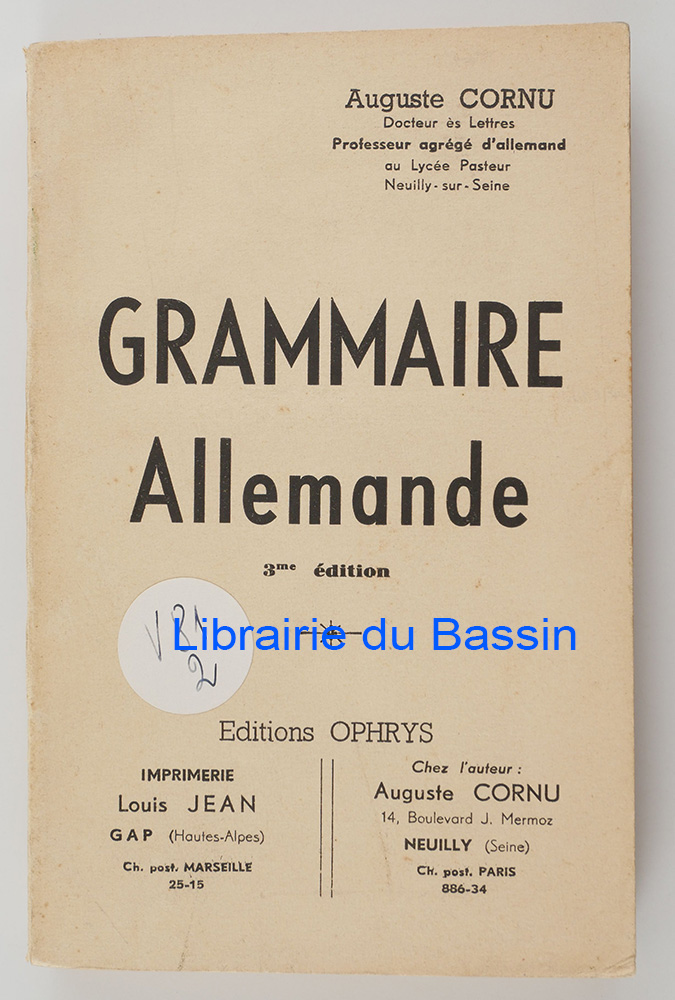 Auguste CORNU
Docteur ès Lettres
Professeur agrégé d'allemand
au Lycée Pasteur
Neuilly-sur-Seine
GRAMMAIRE
Allemande
3me édition
V81
2
Librairie du Bassin
Editions OPHRYS
IMPRIMERIE
Louis JEAN
GAP (Hautes-Alpes)
Ch. post. MARSEILLE
25-15
Chez l'auteur :
Auguste CORNU
14, Boulevard J. Mermoz
NEUILLY (Seine)
Ch. post. PARIS
886-34